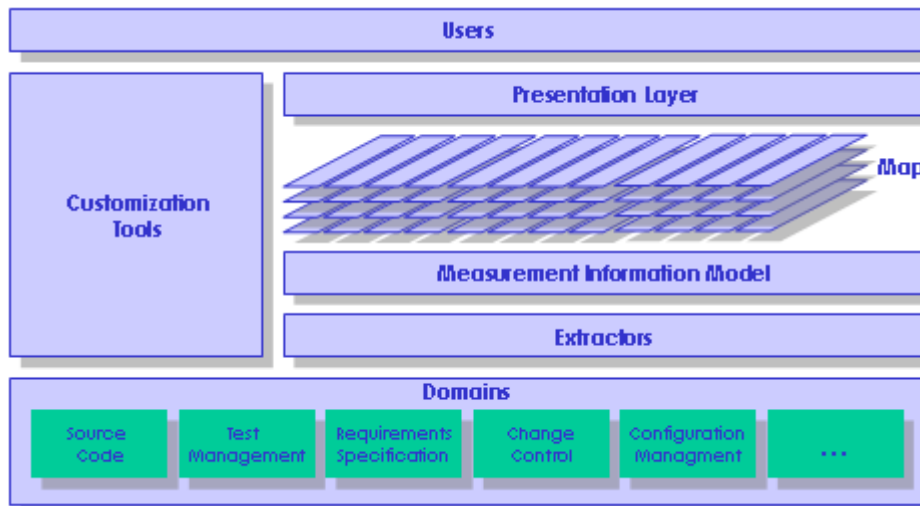 Users
Presentation Layer
Map
Customization
Tools
Measurement Information Model
Extractors
Domains
Source
Code
Test
Management
Requirements
Specification
Change
Control
Configuration
Managment
...